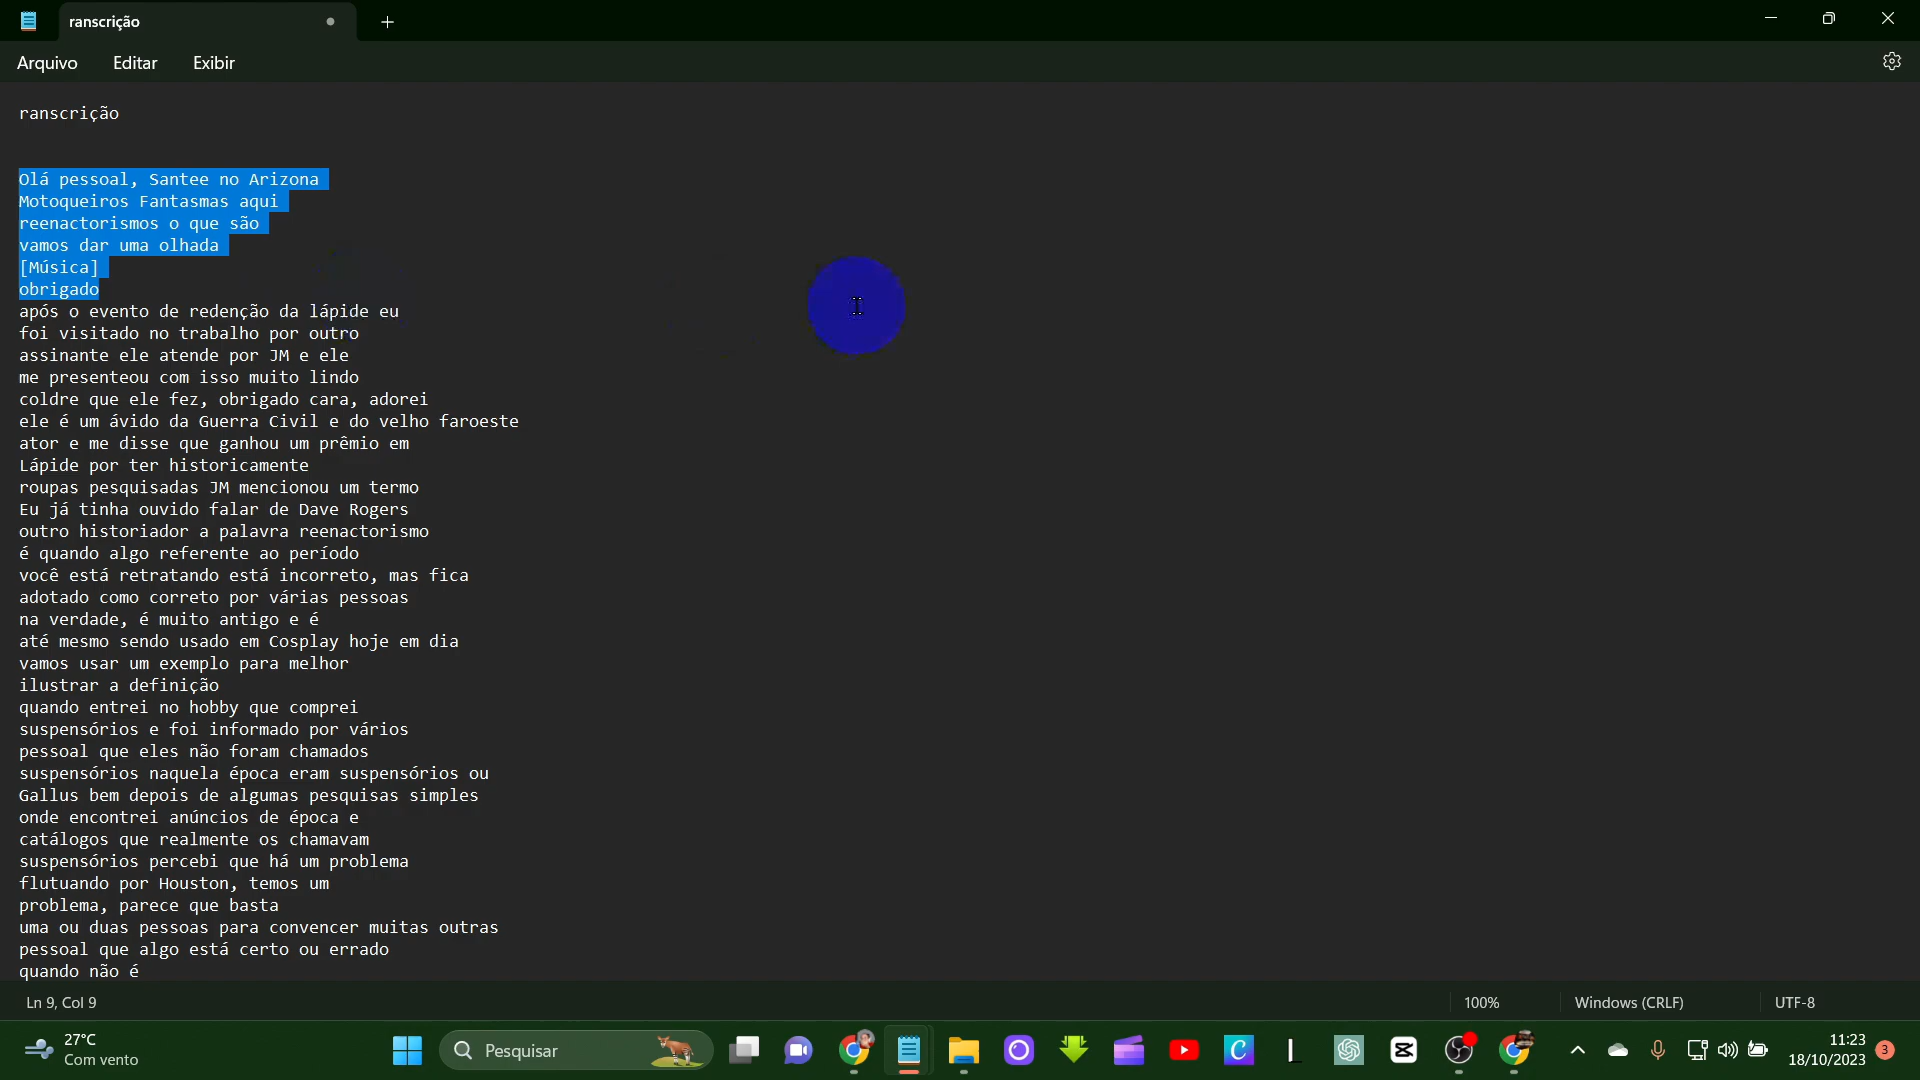 ranscrição
Arquivo Editar Exibir
ranscrição
Olá pessoal, Santee no Arizona
Motoqueiros Fantasmas aqui
reenactorismos o que são
vamos dar uma olhada
[Música]
obrigado
após o evento de redenção da lápide eu
foi visitado no trabalho por outro
assinante ele atende por JM e ele
me presenteou com isso muito lindo
coldre que ele fez, obrigado cara, adorei
ele é um ávido da Guerra Civil e do velho faroeste
ator e me disse que ganhou um prêmio em
Lápide por ter historicamente
roupas pesquisadas JM mencionou um termo
Eu já tinha ouvido falar de Dave Rogers
outro historiador a palavra reenactorismo
é quando algo referente ao período
você está retratando está incorreto, mas fica
adotado como correto por várias pessoas
na verdade, é muito antigo e é
até mesmo sendo usado em Cosplay hoje em dia
vamos usar um exemplo para melhor
ilustrar a definição
quando entrei no hobby que comprei
suspensórios e foi informado por vários
pessoal que eles não foram chamados
suspensórios naquela época eram suspensórios ou
Gallus bem depois de algumas pesquisas simples
onde encontrei anúncios de época e
catálogos que realmente os chamavam
suspensórios percebi que há um problema
flutuando por Houston, temos um
problema, parece que basta
uma ou duas pessoas para convencer muitas outras
pessoal que algo está certo ou errado
quando não é
Ln 9, Col 9 100% Windows (CRLF) UTF-8
27°C
Com vento
Pesquisar
11:23
18/10/2023
3